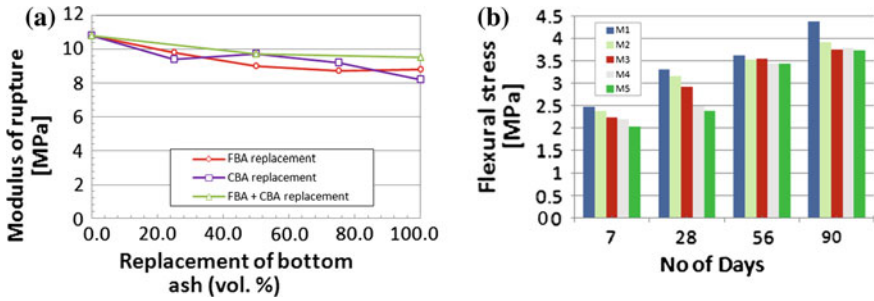 (a)
Modulus of rupture
[MPa]
12
10
8
6
4
2
0
FBA replacement
CBA replacement
FBA + CBA replacement
0.0 20.0 40.0 60.0 80.0 100.0
Replacement of bottom
ash (vol. %)
(b)
Flexural stress
[MPa]
4.5
4
3.5
3
2.5
2
1.5
1
0.5
00
M1
M2
M3
M4
M5
7 28 56 90
No of Days